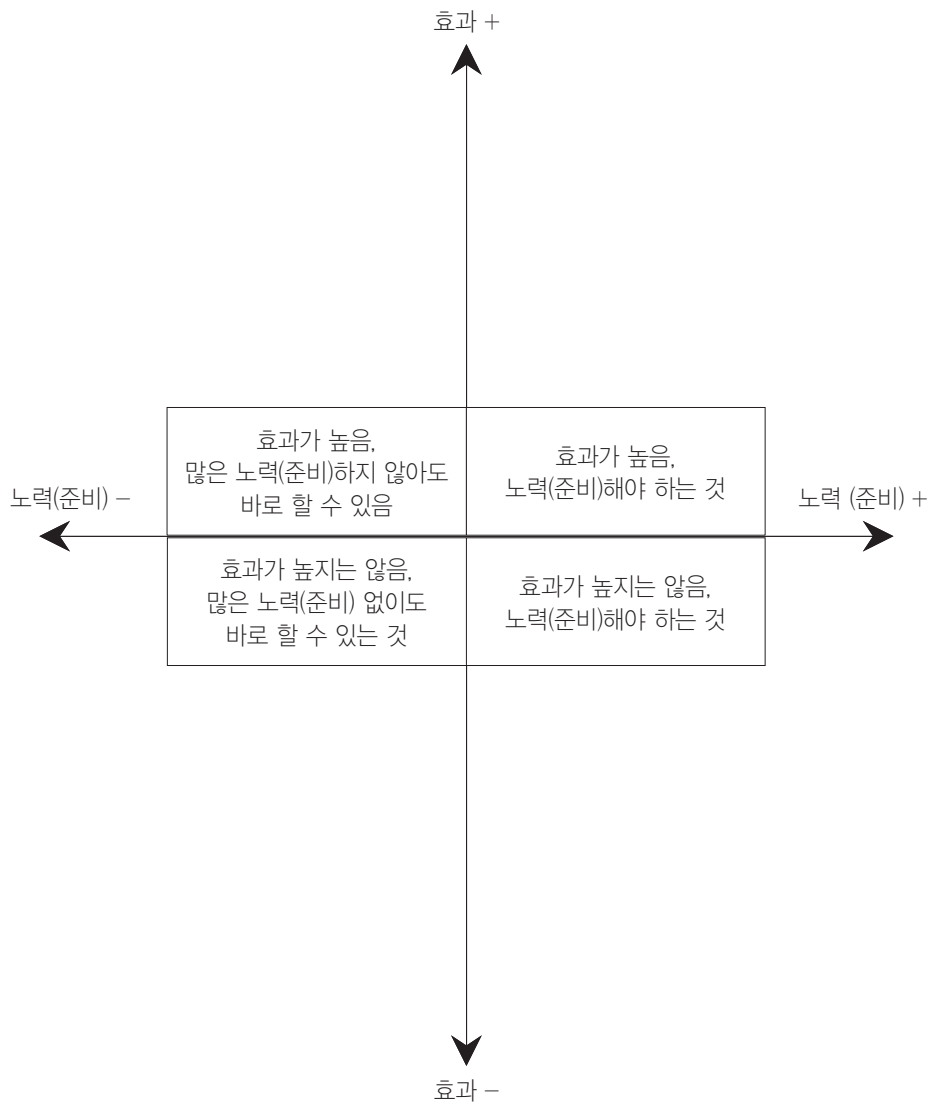 효과 +
효과가 높음,
많은 노력(준비)하지 않아도
바로 할 수 있음
효과가 높음,
노력(준비)해야 하는 것
노력(준비) –
노력 (준비) +
효과가 높지는 않음,
많은 노력(준비) 없이도
바로 할 수 있는 것
효과가 높지는 않음,
노력(준비)해야 하는 것
효과 –